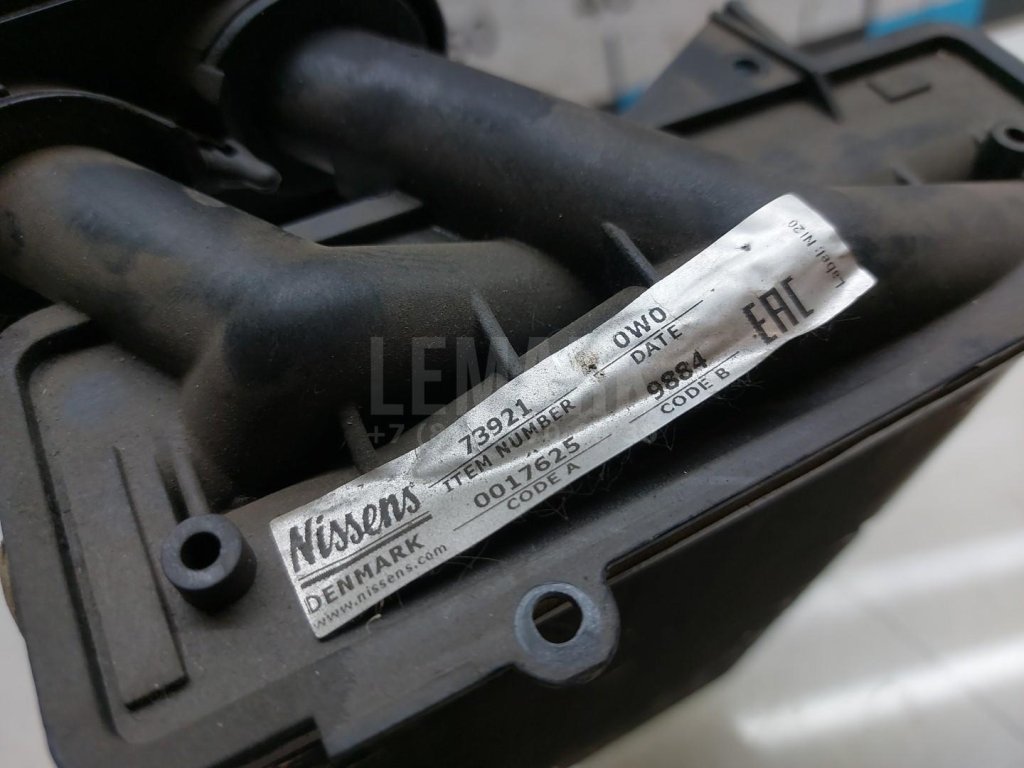 Nissens
DENMARK
www.nissens.com
73921
ITEM NUMBER
0017625
CODE A
0W0
DATE
9884
CODE B
EAC
Label: NI20